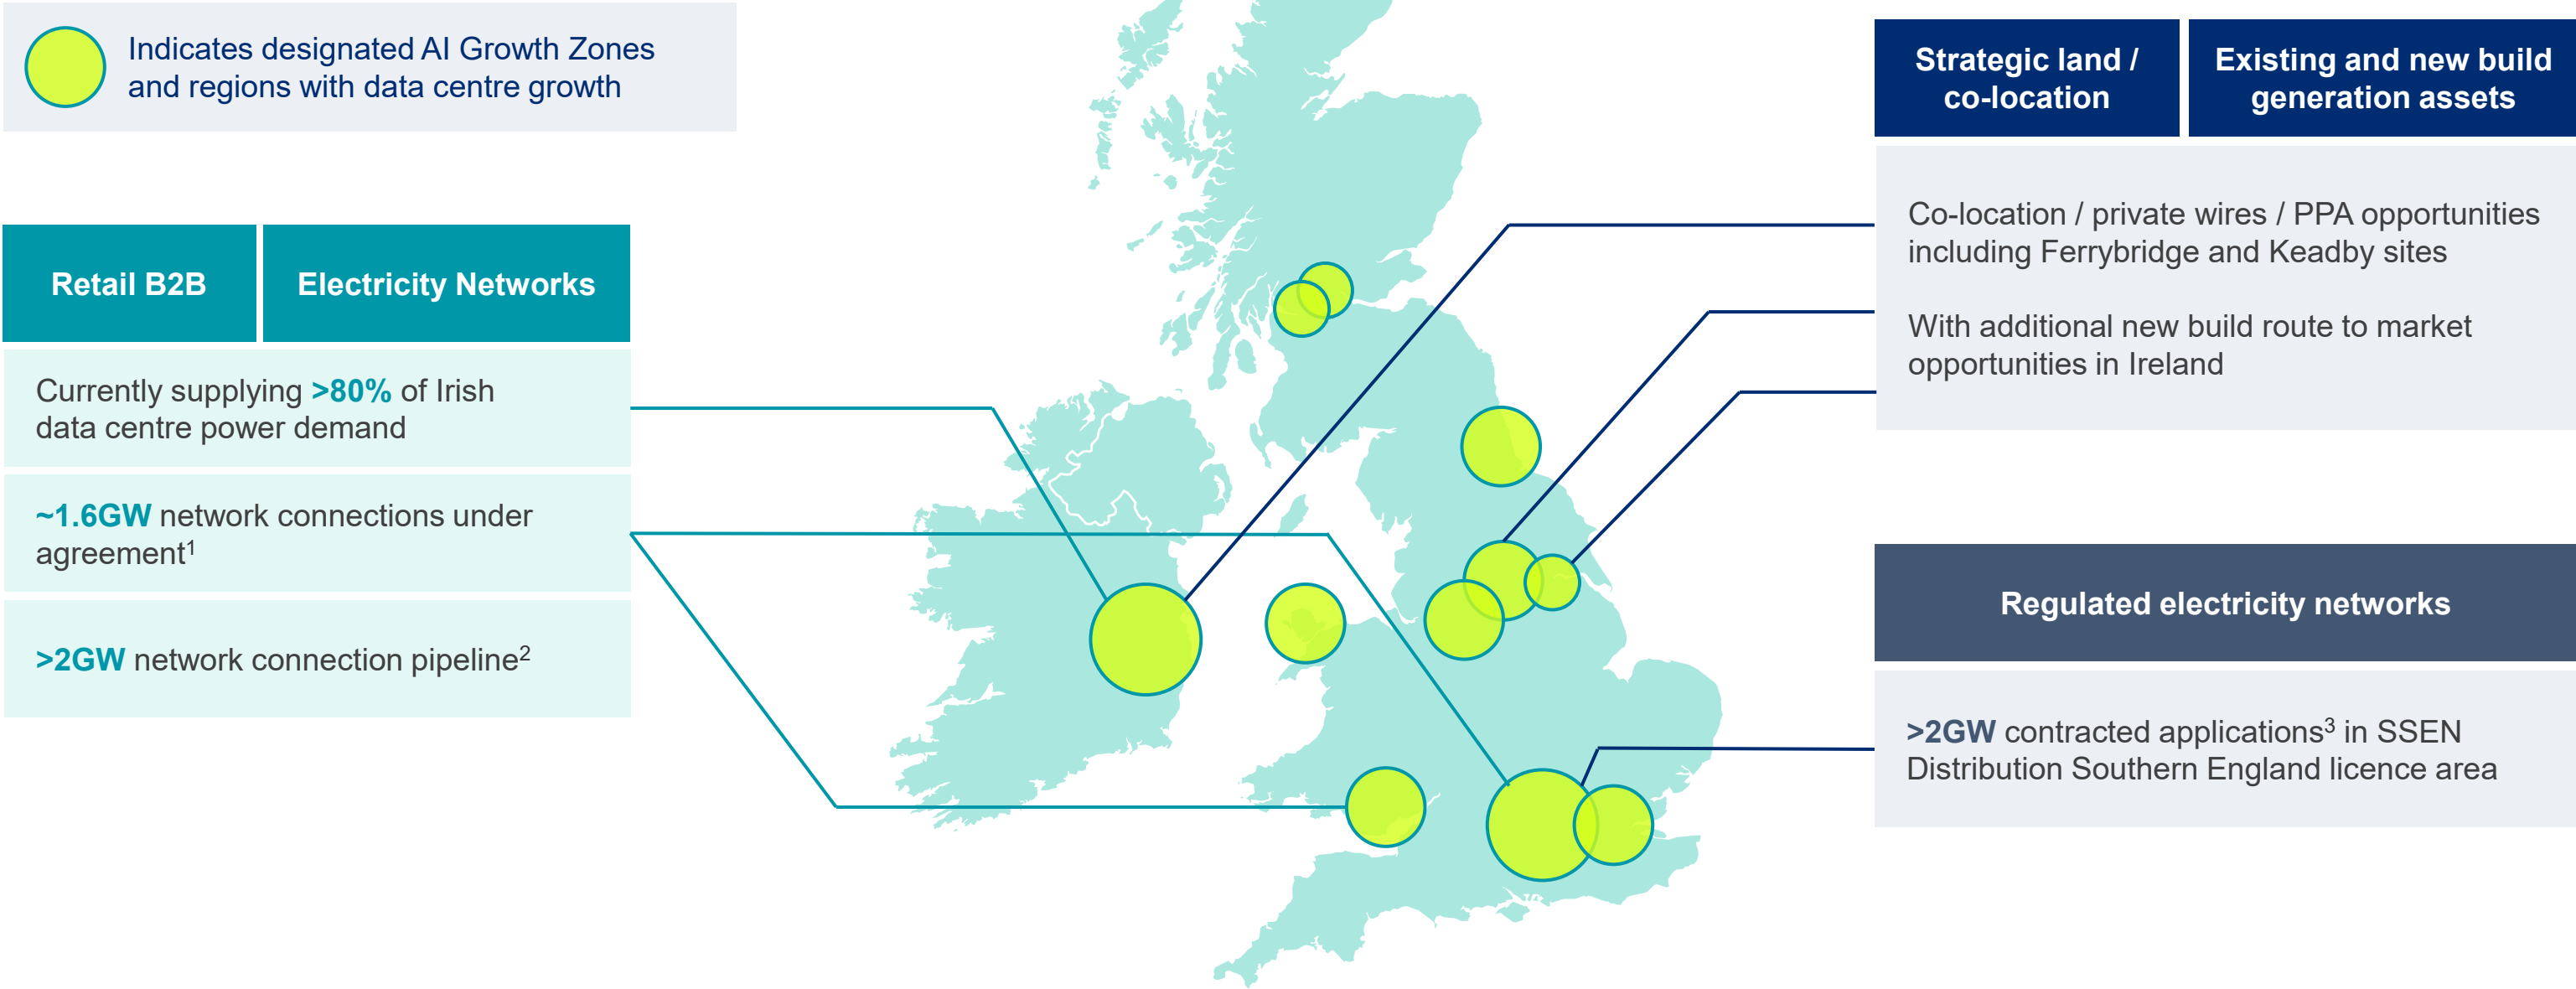 Indicates designated AI Growth Zones
and regions with data centre growth
Retail B2B
Electricity Networks
Currently supplying >80% of Irish
data centre power demand
~1.6GW network connections under
agreement¹
>2GW network connection pipeline²
Strategic land /
co-location
Existing and new build
generation assets
Co-location / private wires / PPA opportunities
including Ferrybridge and Keadby sites
With additional new build route to market
opportunities in Ireland
Regulated electricity networks
>2GW contracted applications³ in SSEN
Distribution Southern England licence area